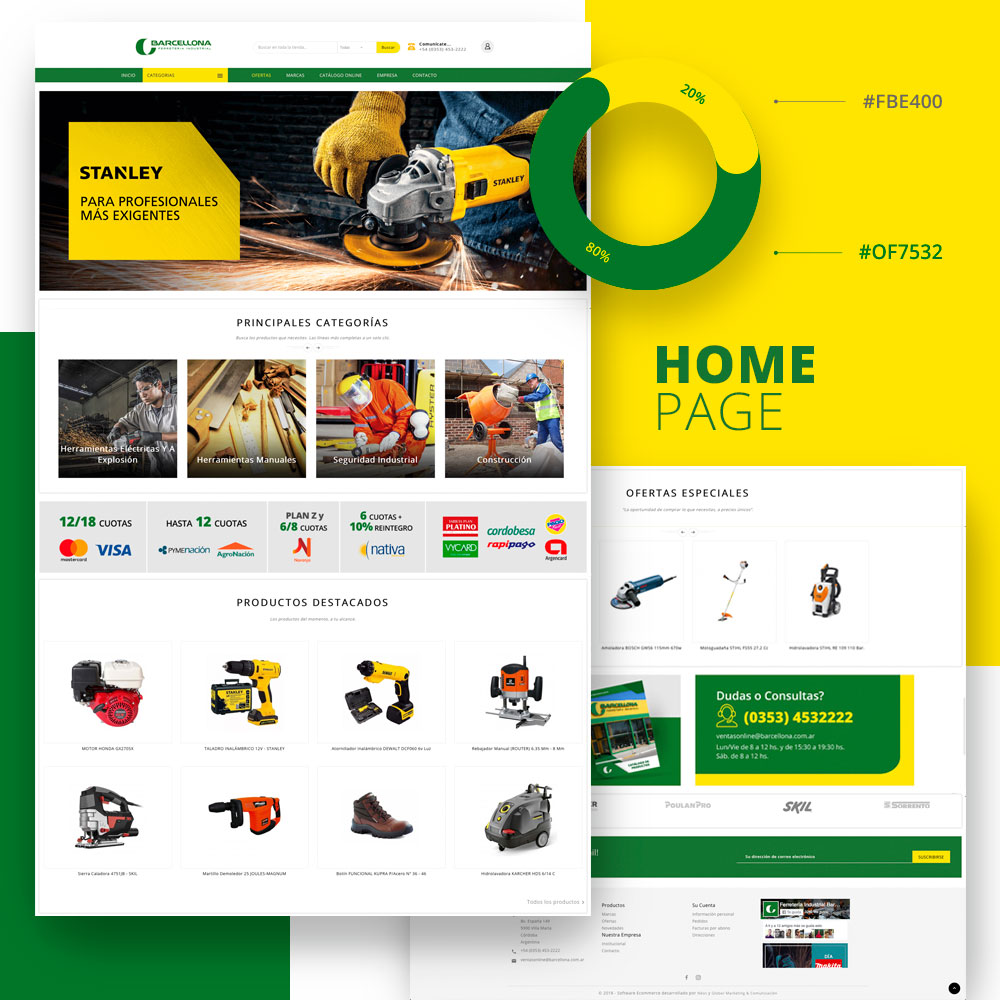 BARCELLONA
FERRETERIA INDUSTRIAL
Buscar en toda la tienda...
Todas
Buscar
Comunicate...
+54 (0353) 453-2222
INICIO
CATEGORIAS
OFERTAS
MARCAS
CATÁLOGO ONLINE
EMPRESA
CONTACTO
STANLEY
PARA PROFESIONALES
MÁS EXIGENTES
STANLEY
20%
80%
#FBE400
#OF7532
HOME
PAGE
PRINCIPALES CATEGORÍAS
Busca los productos que necesites. Las líneas más completas a un solo clic.
Herramientas Eléctricas Y A
Explosión
Herramientas Manuales
HYSTER
Seguridad Industrial
Construcción
12/18 CUOTAS
mastercard
VISA
HASTA 12 CUOTAS
PYMENACIÓN
AgroNación
PLAN Z y
6/8 CUOTAS
Naranja
6 CUOTAS +
10% REINTEGRO
nativa
PLATINO
cordobesa
VYCARD
rapipago
Argencard
PRODUCTOS DESTACADOS
Los productos del momento, a tu alcance.
STANLEY
MOTOR HONDA GX270SX
TALADRO INALÁMBRICO 12V - STANLEY
Atornillador Inalámbrico DEWALT DCF060 6v Luz
Rebajador Manual (ROUTER) 6.35 Mm - 8 Mm
Sierra Caladora 4751JB - SKIL
Martillo Demoledor 25 JOULES-MAGNUM
Botín FUNCIONAL KUPRA P/Acero N° 36 - 46
Hidrolavadora KARCHER HDS 6/14 C
Todos los productos
OFERTAS ESPECIALES
"La oportunidad de comprar lo que necesitas, a precios únicos".
Amoladora BOSCH GWS6 115mm 670w
Motoguadaña STIHL FS55 27.2 Cc
Hidrolavadora STIHL RE 109 110 Bar.
BARCELLONA
CATÁLOGO DE
PRODUCTOS
Dudas o Consultas?
(0353) 4532222
ventasonline@barcellona.com.ar
Lun/Vie de 8 a 12 hs. y de 15:30 a 19:30 hs.
Sáb. de 8 a 12 hs.
ER
POULANPRO
SKIL
SORRENTO
il!
Su dirección de correo electrónico
SUSCRIBIRSE
Bv. España 149
5900 Villa María
Córdoba
Argentina
+54 (0353) 453-2222
ventasonline@barcellona.com.ar
Productos
Marcas
Ofertas
Novedades
Nuestra Empresa
Institucional
Contacto
Su Cuenta
Información personal
Pedidos
Facturas por abono
Direcciones
Ferretería Industrial Bar...
DÍA
Makita
© 2019 - Software Ecommerce desarrollado por